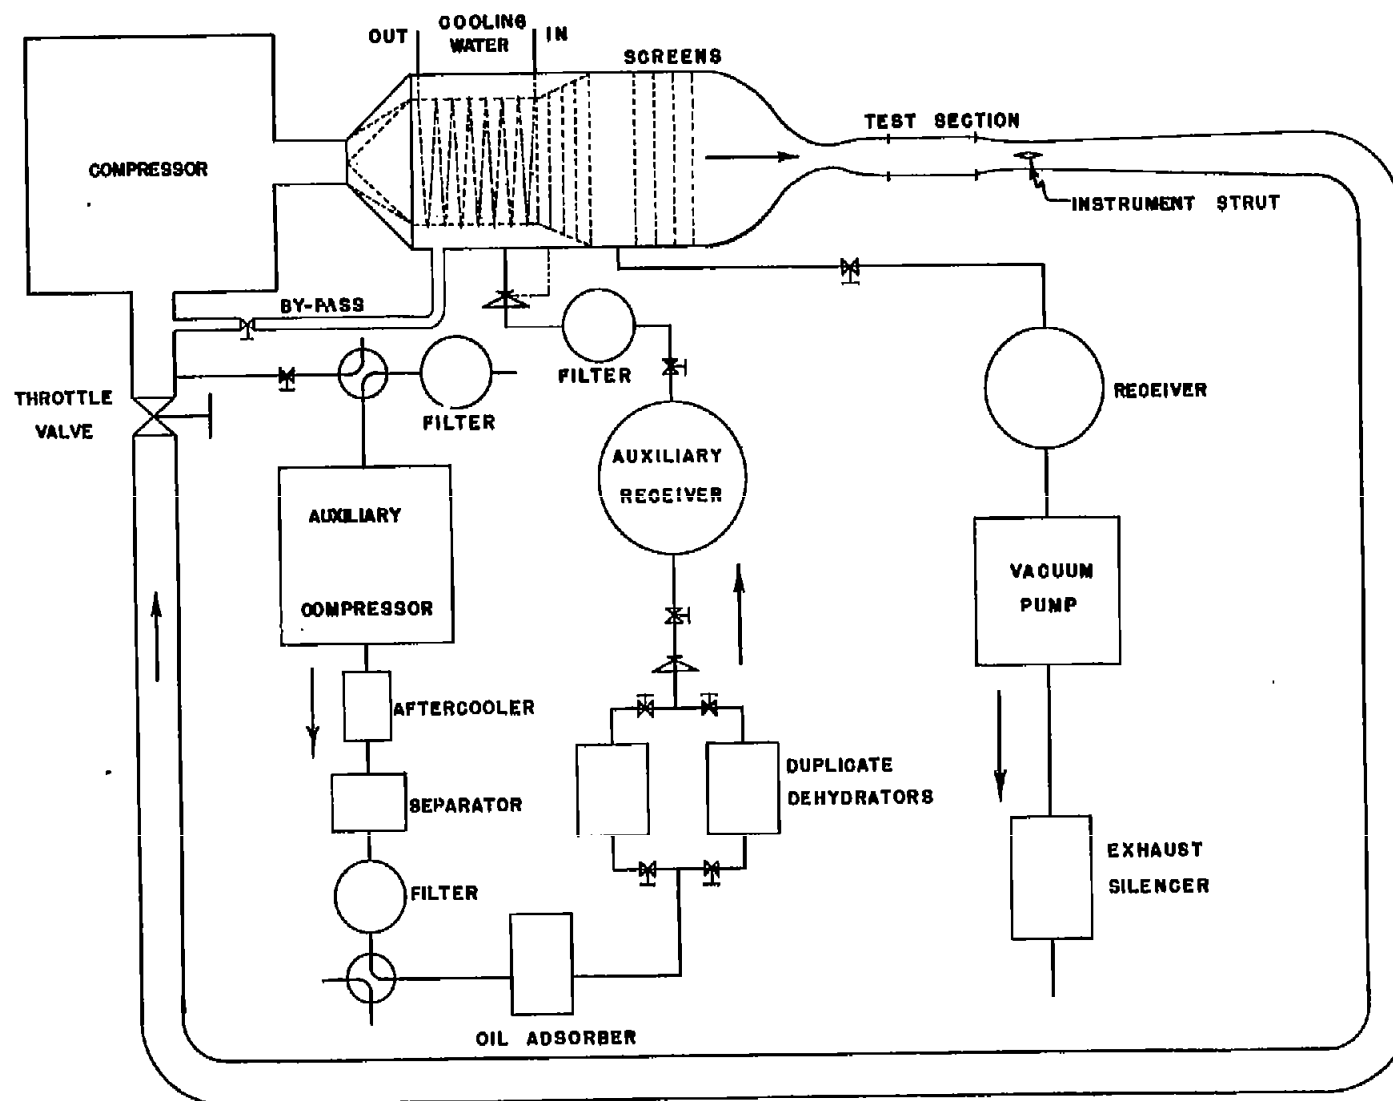 COOLING
OUT WATER IN
SCREENS
TEST SECTION
COMPRESSOR
INSTRUMENT STRUT
BY-PASS
THROTTLE
VALVE
FILTER
FILTER
RECEIVER
AUXILIARY
RECEIVER
AUXILIARY
COMPRESSOR
VACUUM
PUMP
AFTERCOOLER
SEPARATOR
DUPLICATE
DEHYDRATORS
FILTER
EXHAUST
SILENCER
OIL ADSORBER